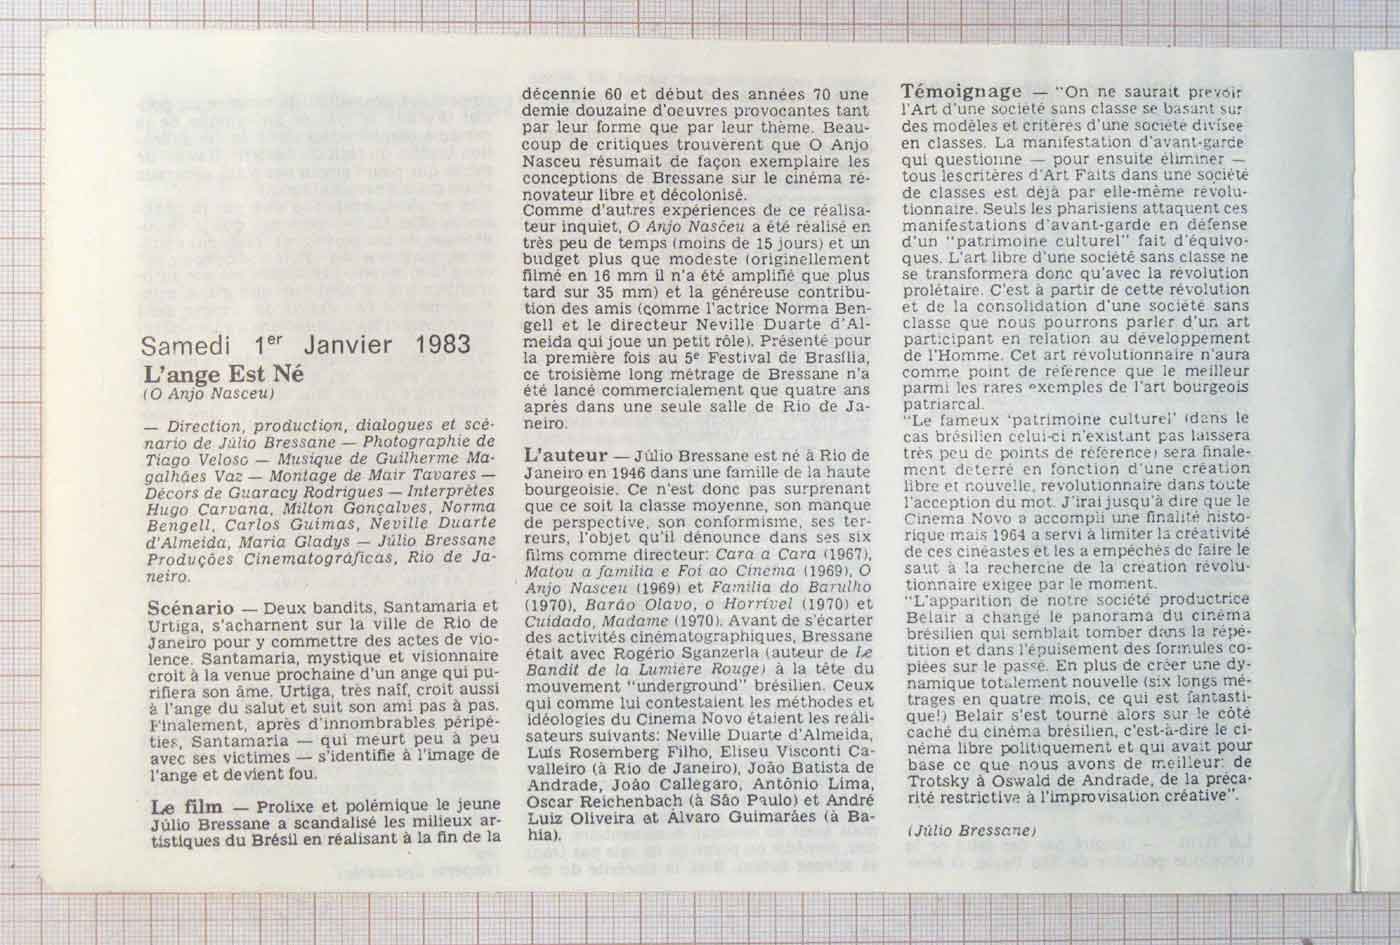 Samedi 1er Janvier 1983
L'ange Est Né
(O Anjo Nasceu)
— Direction, production, dialogues et scé-
nario de Júlio Bressane — Photographie de
Tiago Veloso — Musique de Guilherme Ma-
galhães Vaz — Montage de Mair Tavares —
Décors de Guaracy Rodrigues — Interprètes
Hugo Carvana, Milton Gonçalves, Norma
Bengell, Carlos Guimas, Neville Duarte
d'Almeida, Maria Gladys — Júlio Bressane
Produções Cinematográficas, Rio de Ja-
neiro.
Scénario — Deux bandits, Santamaria et
Urtiga, s'acharnent sur la ville de Rio de
Janeiro pour y commettre des actes de vio-
lence. Santamaria, mystique et visionnaire
croit à la venue prochaine d'un ange qui pu-
rifiera son âme. Urtiga, très naïf, croit aussi
à l'ange du salut et suit son ami pas à pas.
Finalement, après d'innombrables péripé-
ties, Santamaria — qui meurt peu à peu
avec ses victimes — s'identifie à l'image de
l'ange et devient fou.
Le film — Prolixe et polémique le jeune
Júlio Bressane a scandalisé les milieux ar-
tistiques du Brésil en réalisant à la fin de la
décennie 60 et début des années 70 une
demie douzaine d'oeuvres provocantes tant
par leur forme que par leur thème. Beau-
coup de critiques trouvèrent que O Anjo
Nasceu résumait de façon exemplaire les
conceptions de Bressane sur le cinéma ré-
novateur libre et décolonisé.
Comme d'autres expériences de ce réalisa-
teur inquiet, O Anjo Nasceu a été réalisé en
très peu de temps (moins de 15 jours) et un
budget plus que modeste (originellement
filmé en 16 mm il n'a été amplifié que plus
tard sur 35 mm) et la généreuse contribu-
tion des amis (comme l'actrice Norma Ben-
gell et le directeur Neville Duarte d'Al-
meida qui joue un petit rôle). Présenté pour
la première fois au 5e Festival de Brasília,
ce troisième long métrage de Bressane n'a
été lancé commercialement que quatre ans
après dans une seule salle de Rio de Ja-
neiro.
L'auteur — Júlio Bressane est né à Rio de
Janeiro en 1946 dans une famille de la haute
bourgeoisie. Ce n'est donc pas surprenant
que ce soit la classe moyenne, son manque
de perspective, son conformisme, ses ter-
reurs, l'objet qu'il dénonce dans ses six
films comme directeur: Cara a Cara (1967),
Matou a família e Foi ao Cinema (1969), O
Anjo Nasceu (1969) et Família do Barulho
(1970), Barão Olavo, o Horrível (1970) et
Cuidado, Madame (1970). Avant de s'écarter
des activités cinématographiques, Bressane
était avec Rogério Sganzerla (auteur de Le
Bandit de la Lumière Rouge) à la tête du
mouvement "underground" brésilien. Ceux
qui comme lui contestaient les méthodes et
idéologies du Cinema Novo étaient les réali-
sateurs suivants: Neville Duarte d'Almeida,
Luís Rosemberg Filho, Eliseu Visconti Ca-
valleiro (à Rio de Janeiro), João Batista de
Andrade, João Callegaro, Antônio Lima,
Oscar Reichenbach (à São Paulo) et André
Luiz Oliveira et Álvaro Guimarães (à Ba-
hia).
Témoignage — "On ne saurait prevoir
l'Art d'une société sans classe se basant sur
des modèles et critères d'une société divisée
en classes. La manifestation d'avant-garde
qui questionne — pour ensuite éliminer —
tous lescritères d'Art Faits dans une société
de classes est déjà par elle-même révolu-
tionnaire. Seuls les pharisiens attaquent ces
manifestations d'avant-garde en défense
d'un "patrimoine culturel" fait d'équivo-
ques. L'art libre d'une société sans classe ne
se transformera donc qu'avec la révolution
prolétaire. C'est à partir de cette révolution
et de la consolidation d'une société sans
classe que nous pourrons parler d'un art
participant en relation au développement
de l'Homme. Cet art révolutionnaire n'aura
comme point de référence que le meilleur
parmi les rares exemples de l'art bourgeois
patriarcal.
"Le fameux 'patrimoine culturel' (dans le
cas brésilien celui-ci n'existant pas laissera
très peu de points de référence) sera finale-
ment déterré en fonction d'une création
libre et nouvelle, revolutionnaire dans toute
l'acception du mot. J'irai jusqu'à dire que le
Cinema Novo a accompli une finalité histo-
rique mais 1964 a servi à limiter la créativité
de ces cinéastes et les a empéchés de faire le
saut à la recherche de la création révolu-
tionnaire exigee par le moment.
"L'apparition de notre société productrice
Belair a changé le panorama du cinéma
brésilien qui semblait tomber dans la répé-
tition et dans l'épuisement des formules co-
piées sur le passé. En plus de créer une dy-
namique totalement nouvelle (six longs mé-
trages en quatre mois, ce qui est fantasti-
que!) Belair s'est tourné alors sur le côté
caché du cinéma brésilien, c'est-à-dire le ci-
néma libre politiquement et qui avait pour
base ce que nous avons de meilleur: de
Trotsky à Oswald de Andrade, de la préca-
rité restrictive à l'improvisation créative".
(Júlio Bressane)